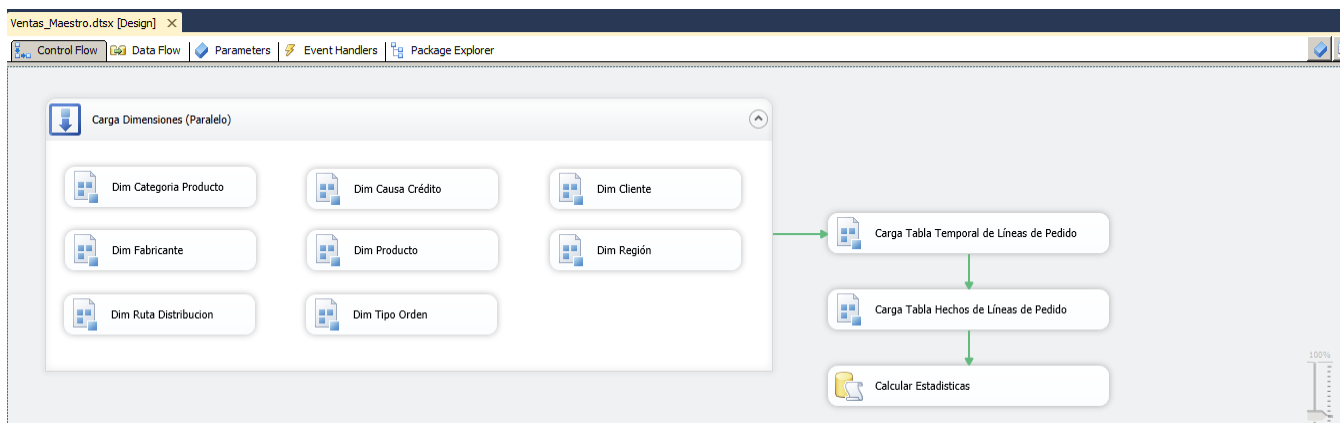 Ventas_Maestro.dtsx [Design]
Control Flow Data Flow Parameters Event Handlers Package Explorer
Carga Dimensiones (Paralelo)
Dim Categoria Producto Dim Causa Crédito Dim Cliente
Dim Fabricante Dim Producto Dim Región
Dim Ruta Distribucion Dim Tipo Orden
Carga Tabla Temporal de Líneas de Pedido
Carga Tabla Hechos de Líneas de Pedido
Calcular Estadisticas
100%